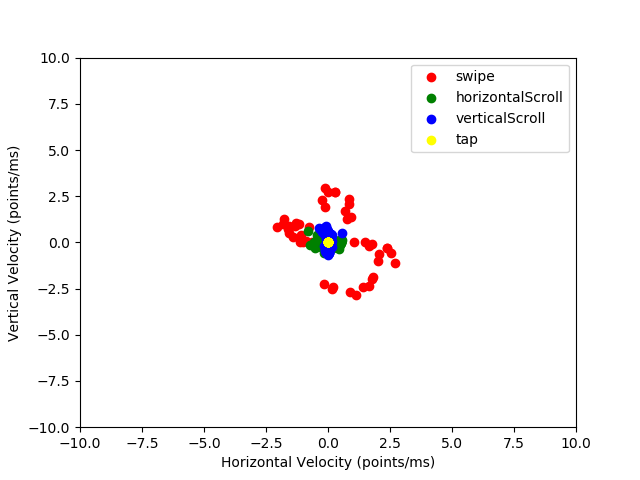 10.0
7.5
5.0
2.5
0.0
−2.5
−5.0
−7.5
−10.0
−10.0 −7.5 −5.0 −2.5 0.0 2.5 5.0 7.5 10.0
Horizontal Velocity (points/ms)
Vertical Velocity (points/ms)
swipe
horizontalScroll
verticalScroll
tap